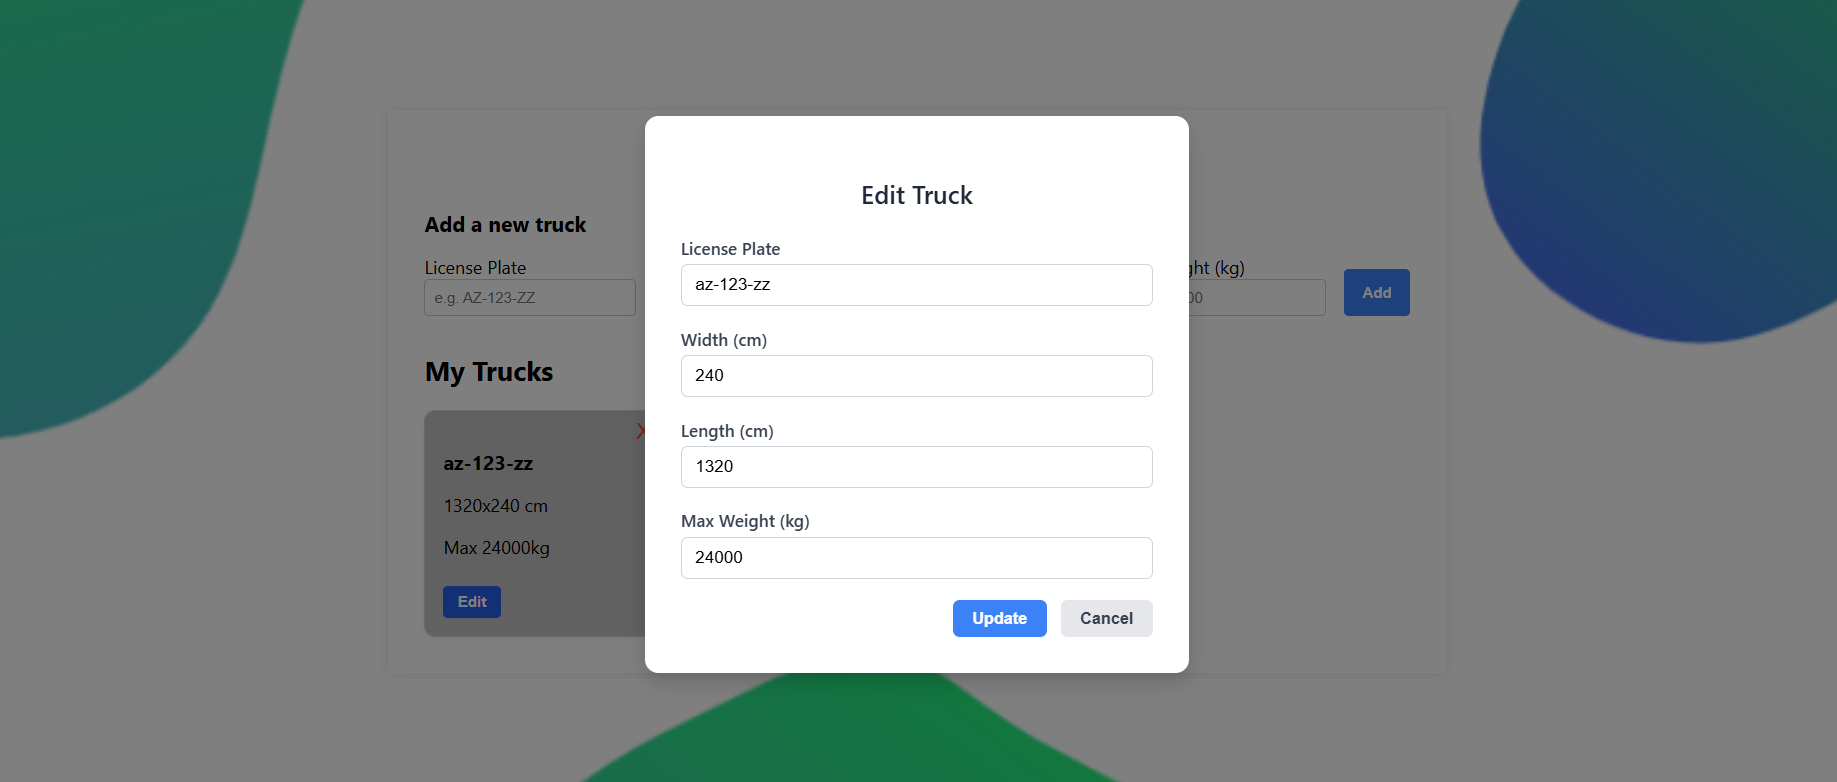 Edit Truck
License Plate
az-123-zz
Width (cm)
240
Length (cm)
1320
Max Weight (kg)
24000
Update
Cancel
Add a new truck
License Plate
e.g. AZ-123-ZZ
(kg)
Add
My Trucks
X
az-123-zz
1320x240 cm
Max 24000kg
Edit